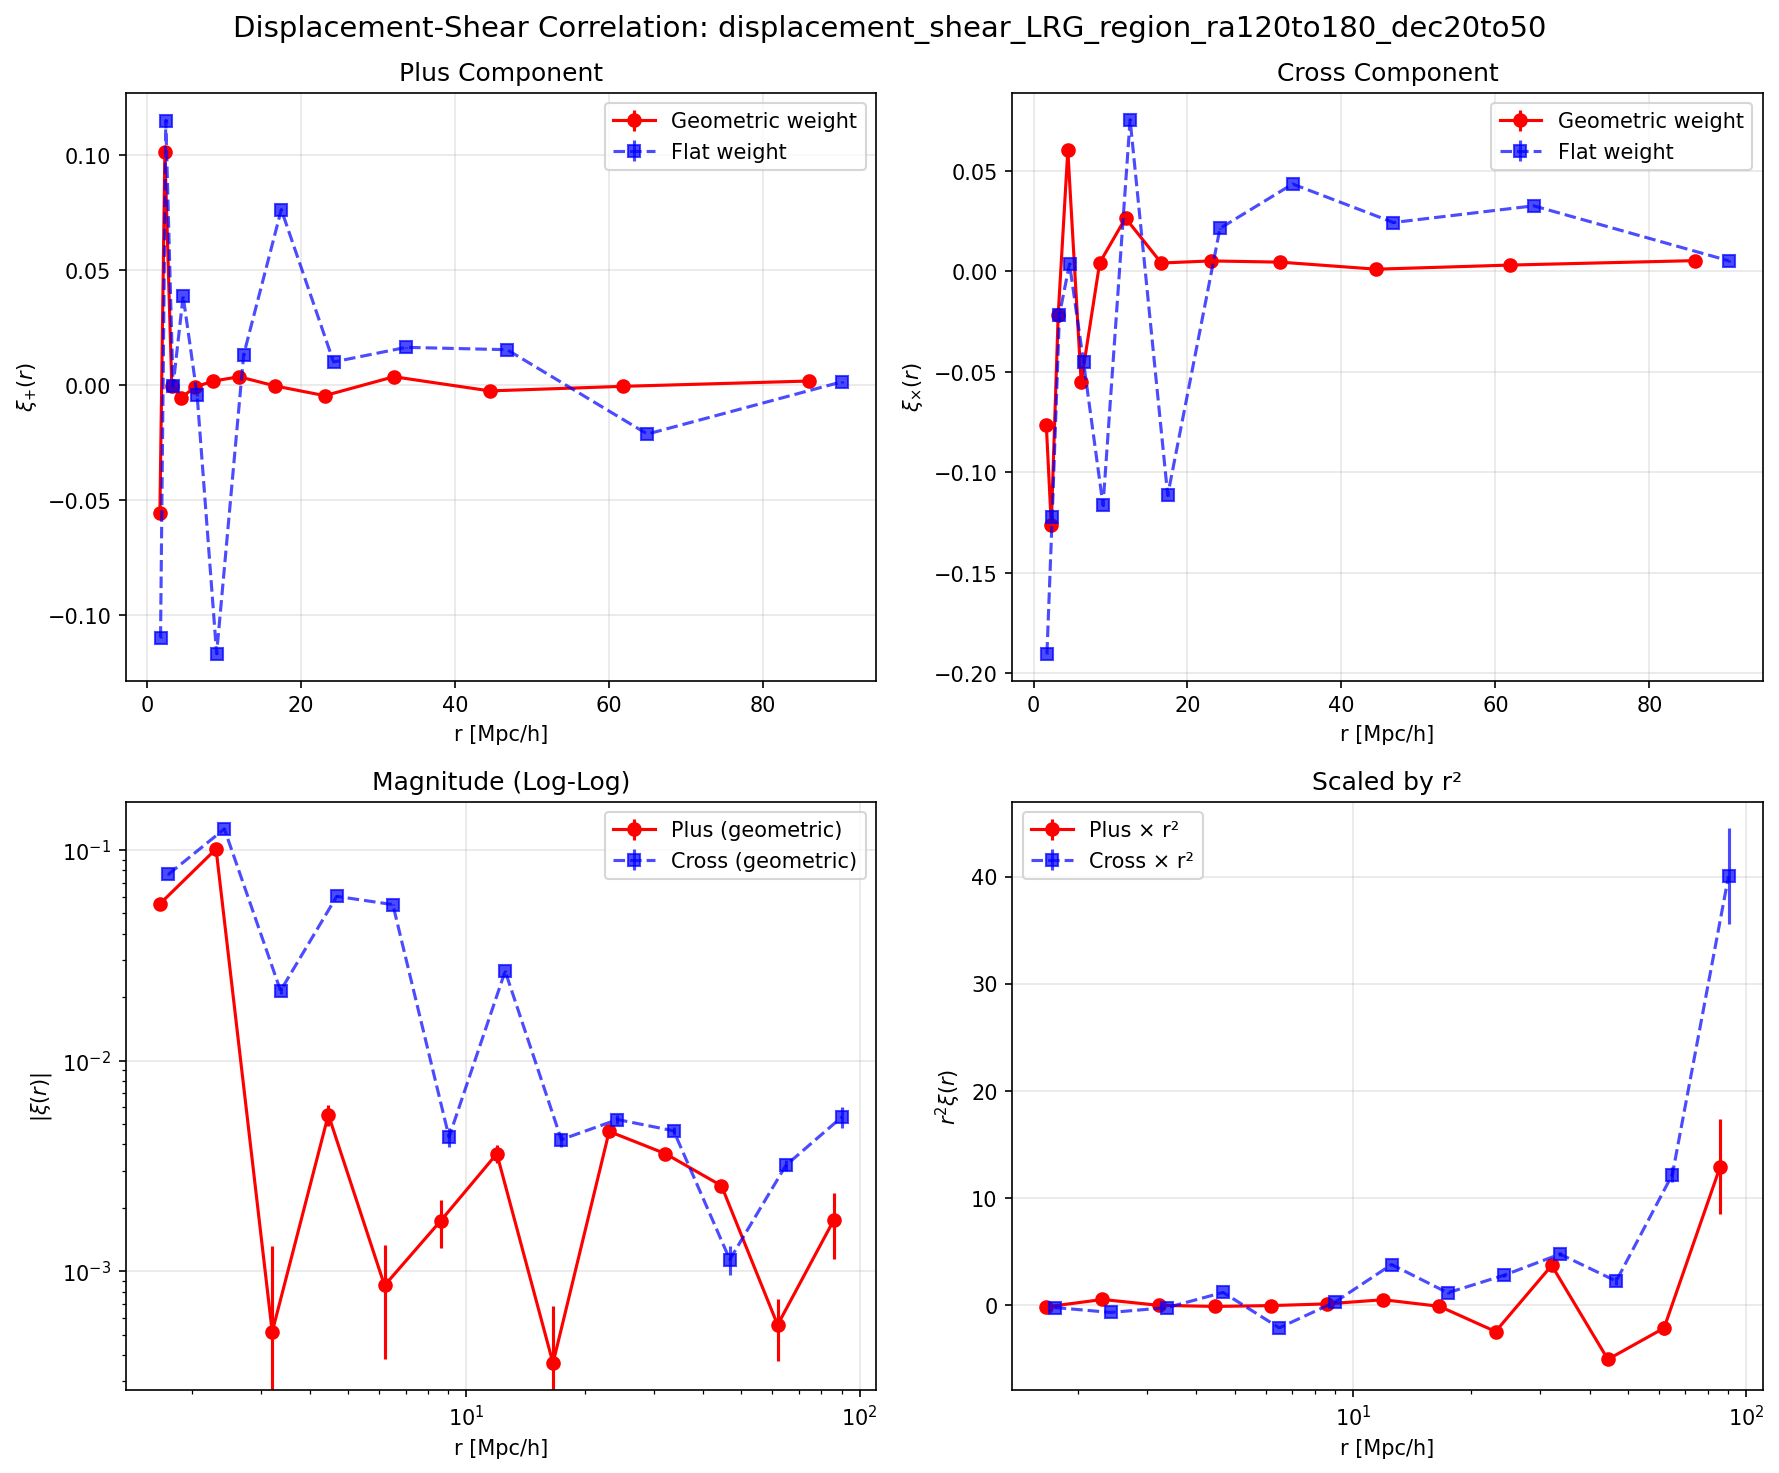 Displacement-Shear Correlation: displacement_shear_LRG_region_ra120to180_dec20to50
Plus Component
Geometric weight
Flat weight
0.10
0.05
0.00
−0.05
−0.10
ξ+(r)
0
20
40
60
80
r [Mpc/h]
Cross Component
Geometric weight
Flat weight
0.05
0.00
−0.05
−0.10
−0.15
−0.20
ξ×(r)
0
20
40
60
80
r [Mpc/h]
Magnitude (Log-Log)
Plus (geometric)
Cross (geometric)
10⁻¹
10⁻²
10⁻³
|ξ(r)|
10¹
10²
r [Mpc/h]
Scaled by r²
Plus × r²
Cross × r²
40
30
20
10
0
r²ξ(r)
10¹
10²
r [Mpc/h]